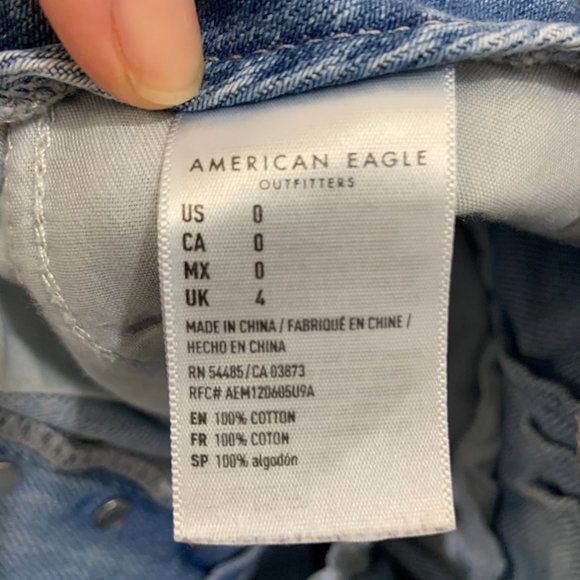 AMERICAN EAGLE
OUTFITTERS
US 0
CA 0
MX 0
UK 4
MADE IN CHINA / FABRIQUÉ EN CHINE /
HECHO EN CHINA
RN 54485/CA 03873
RFC# AEM120605U9A
EN 100% COTTON
FR 100% COTON
SP 100% algodón